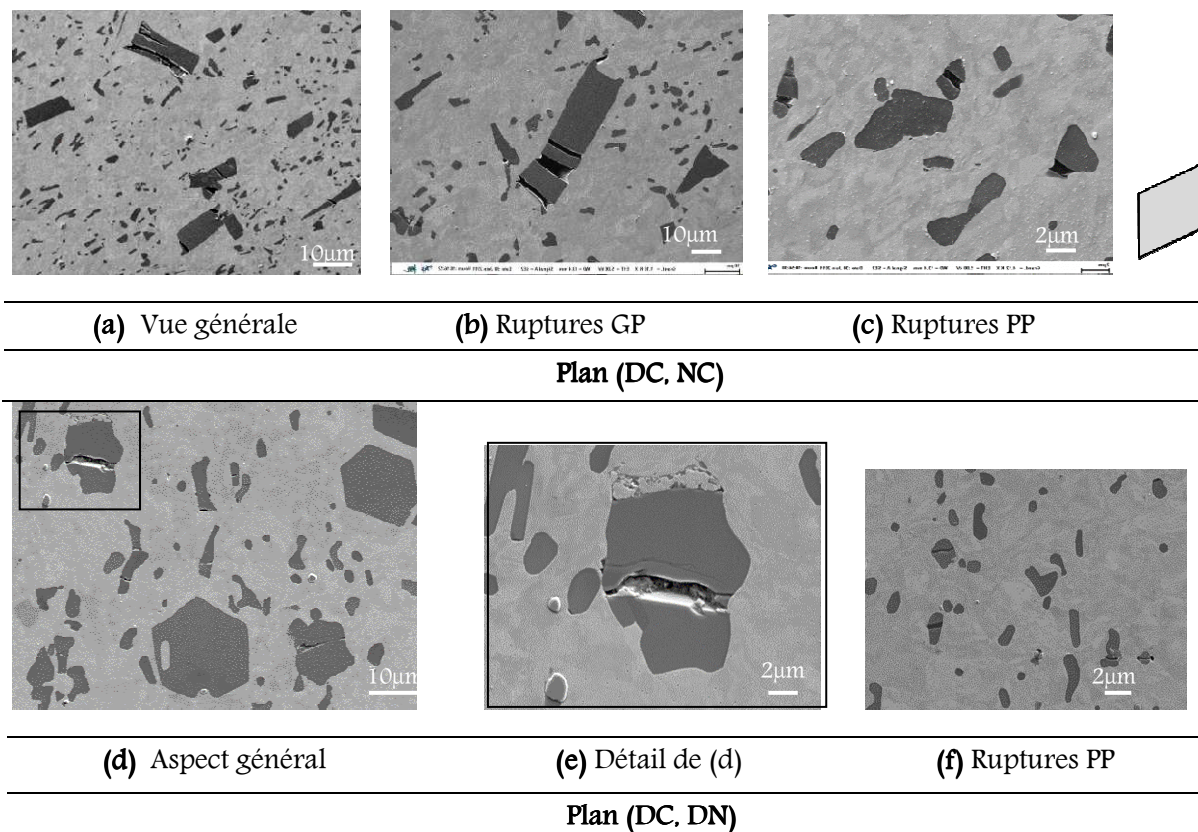 10µm
10µm
2µm
(a) Vue générale
(b) Ruptures GP
(c) Ruptures PP
Plan (DC, NC)
10µm
2µm
2µm
(d) Aspect général
(e) Détail de (d)
(f) Ruptures PP
Plan (DC, DN)